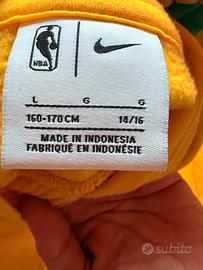 NBA
L G G
160-170 CM 14/16
MADE IN INDONESIA
FABRIQUÉ EN INDONÉSIE
subito